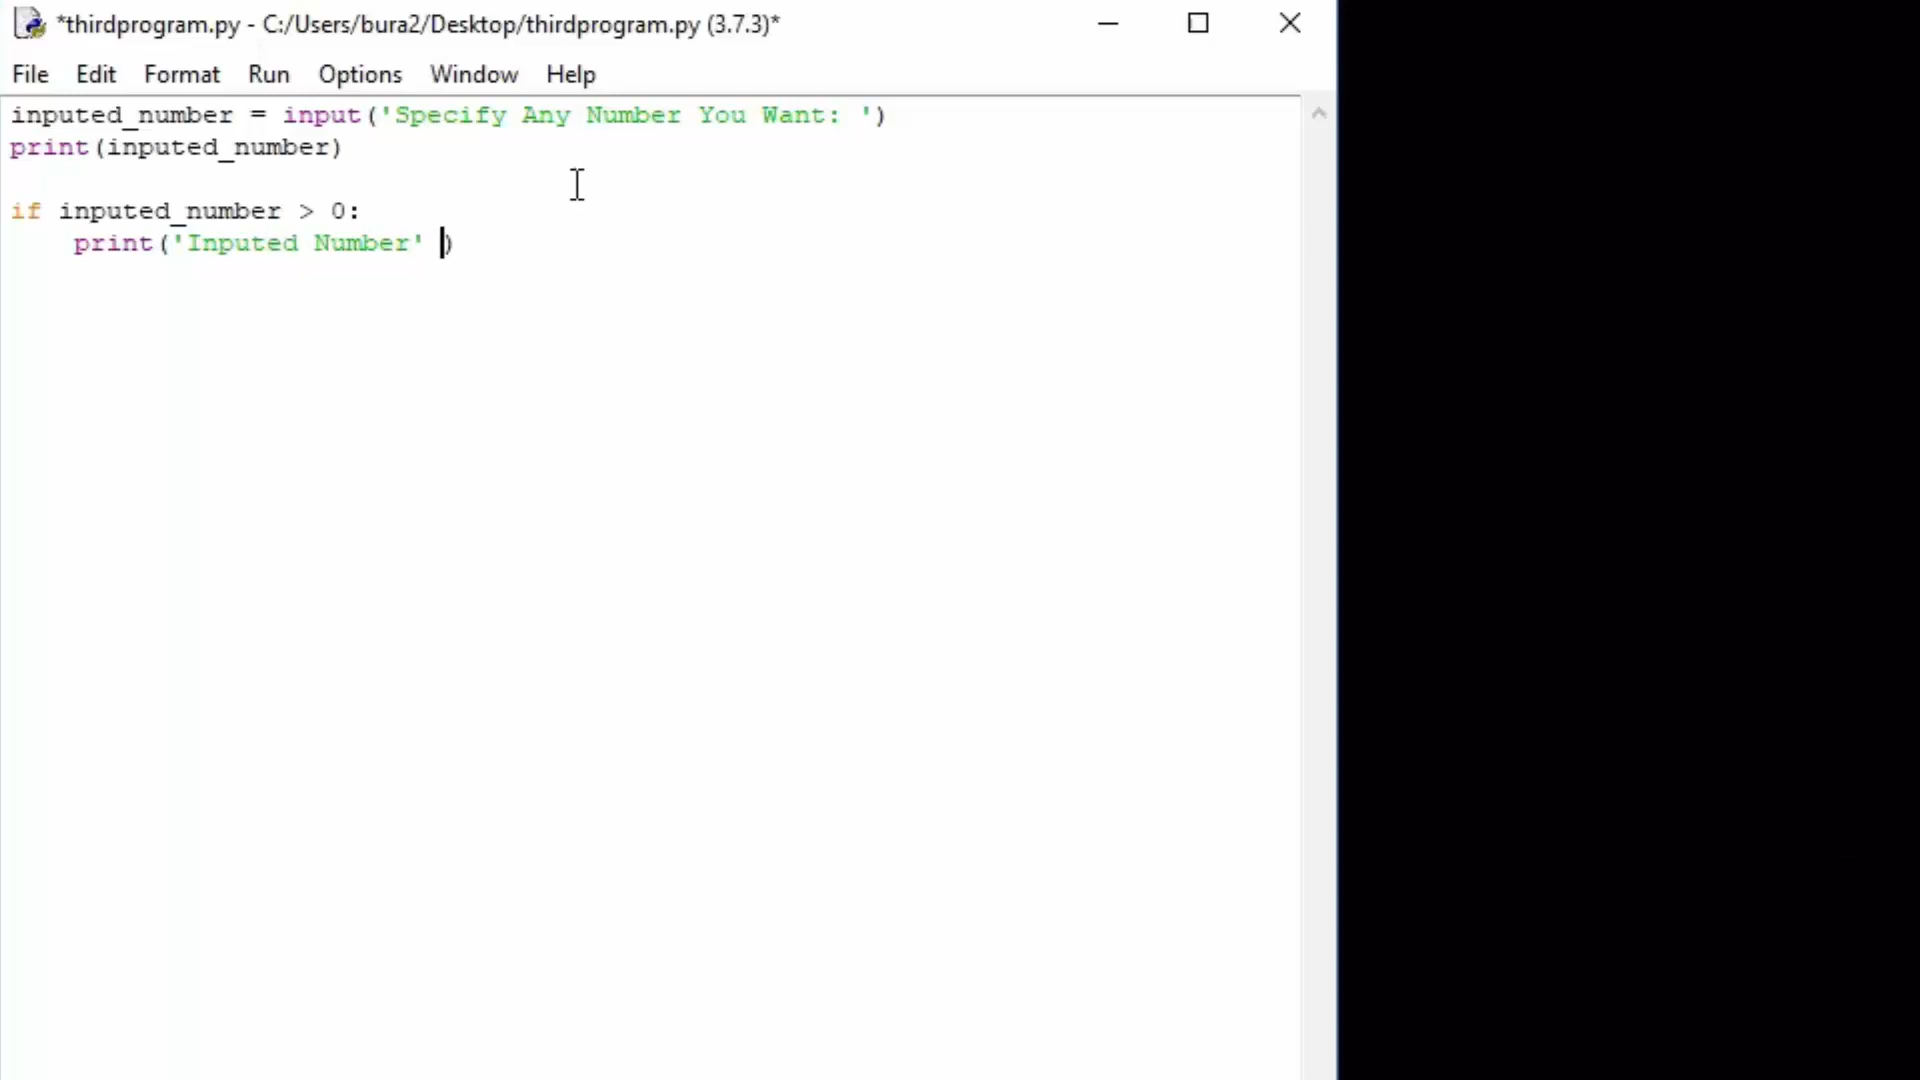 *thirdprogram.py - C:/Users/bura2/Desktop/thirdprogram.py (3.7.3)*
File Edit Format Run Options Window Help
inputed_number = input('Specify Any Number You Want: ')
print(inputed_number)
if inputed_number > 0:
    print('Inputed Number' )